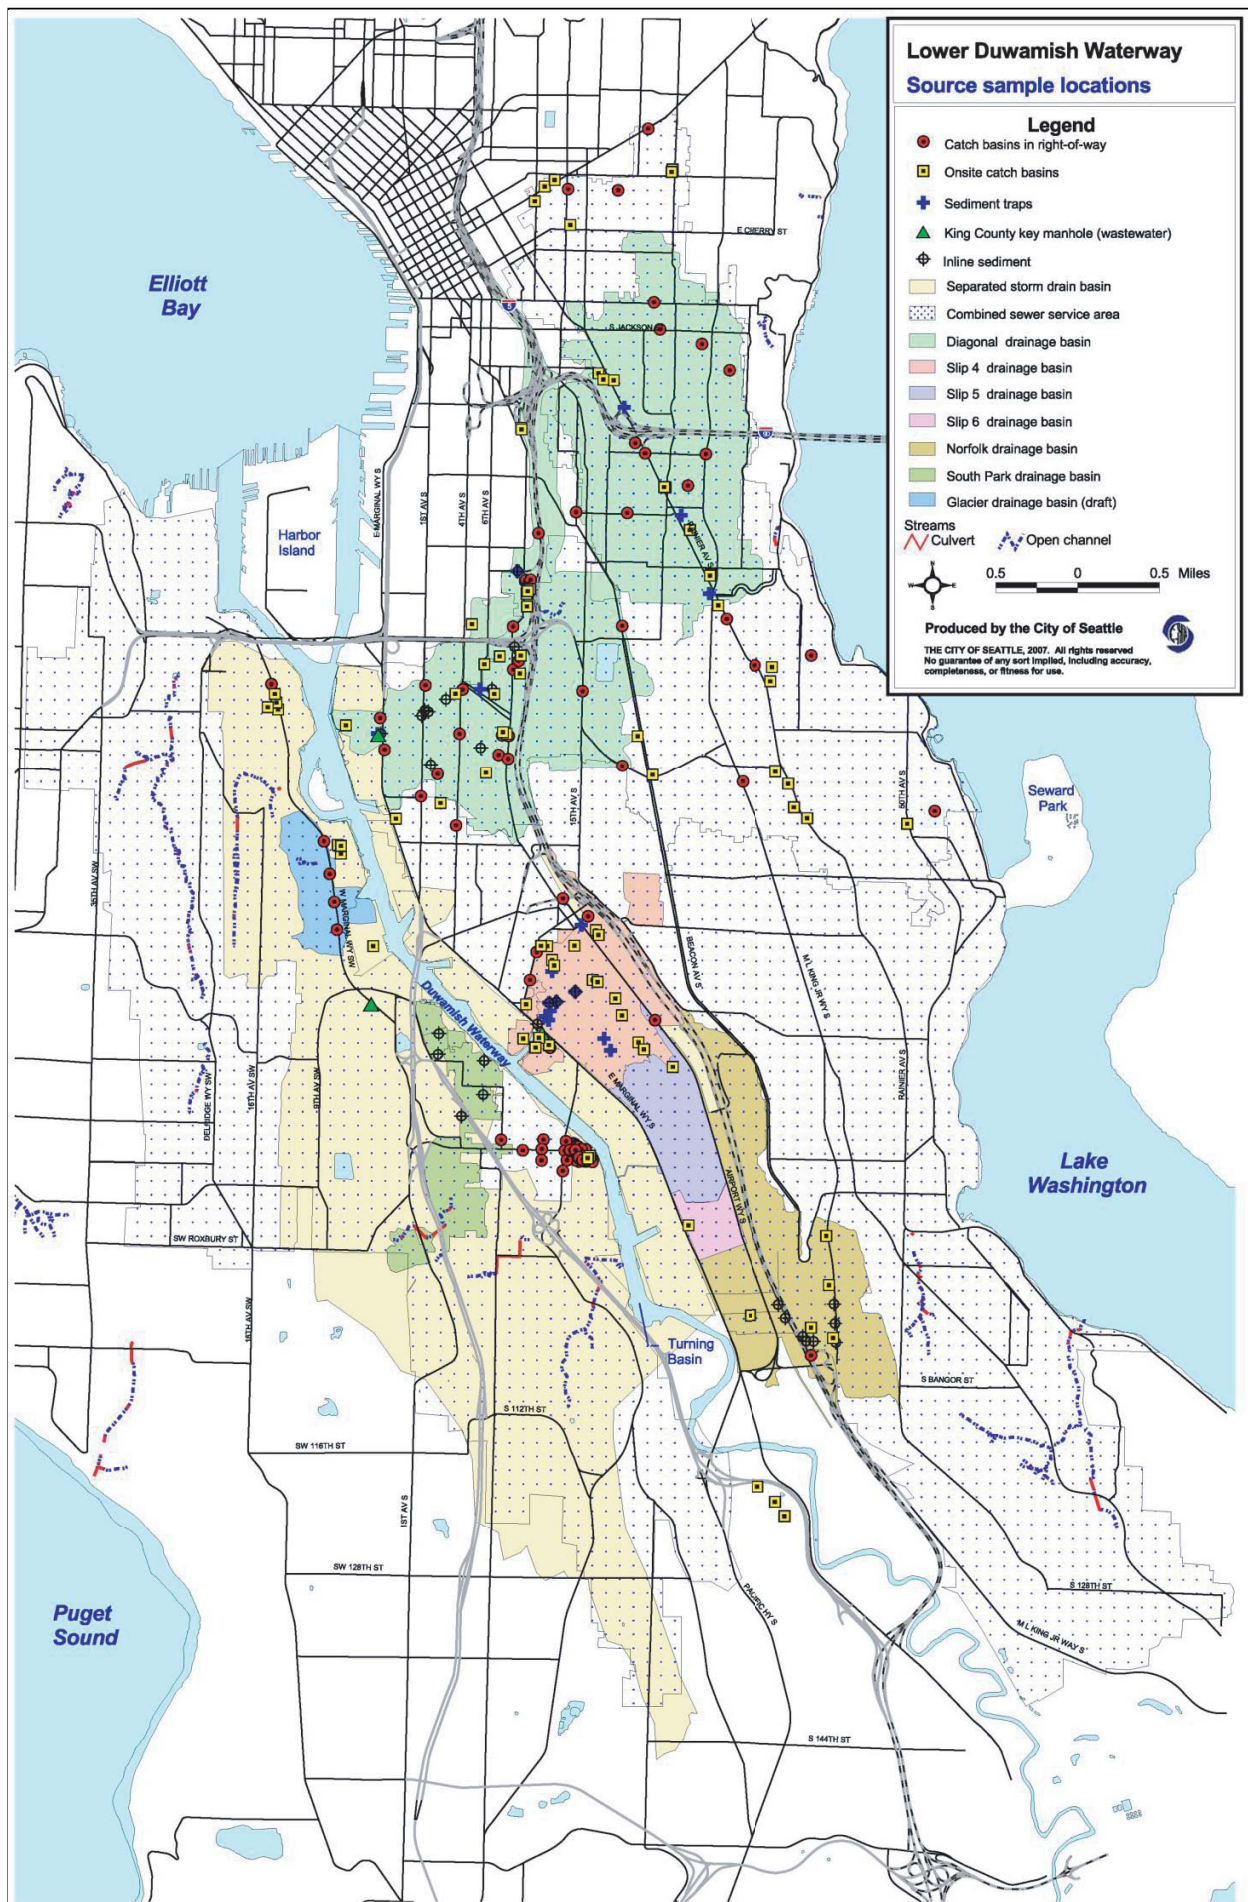 Lower Duwamish Waterway
Source sample locations
Legend
Catch basins in right-of-way
Onsite catch basins
Sediment traps
King County key manhole (wastewater)
Inline sediment
Separated storm drain basin
Combined sewer service area
Diagonal drainage basin
Slip 4 drainage basin
Slip 5 drainage basin
Slip 6 drainage basin
Norfolk drainage basin
South Park drainage basin
Glacier drainage basin (draft)
Streams
Culvert
Open channel
N
W
E
S
0.5
0
0.5 Miles
Produced by the City of Seattle
THE CITY OF SEATTLE, 2007. All rights reserved
No guarantee of any sort implied, including accuracy,
completeness, or fitness for use.
E CHERRY ST
Elliott
Bay
5
S JACKSON
90
E MARGINAL WY S
1ST AV S
4TH AV S
6TH AV S
Harbor
Island
RAINIER AV S
15TH AV S
50TH AV S
Seward
Park
35TH AV SW
W MARGINAL WY SW
BEACON AV S
M L KING JR WY S
Duwamish Waterway
DELRIDGE WY SW
16TH AV SW
9TH AV SW
E MARGINAL WY S
RAINIER AV S
AIRPORT WY S
Lake
Washington
SW ROXBURY ST
16TH AV SW
Turning
Basin
S BANGOR ST
S 112TH ST
SW 116TH ST
1ST AV S
SW 128TH ST
PACIFIC HY S
S 128TH ST
Puget
Sound
M L KING JR WAY S
S 144TH ST